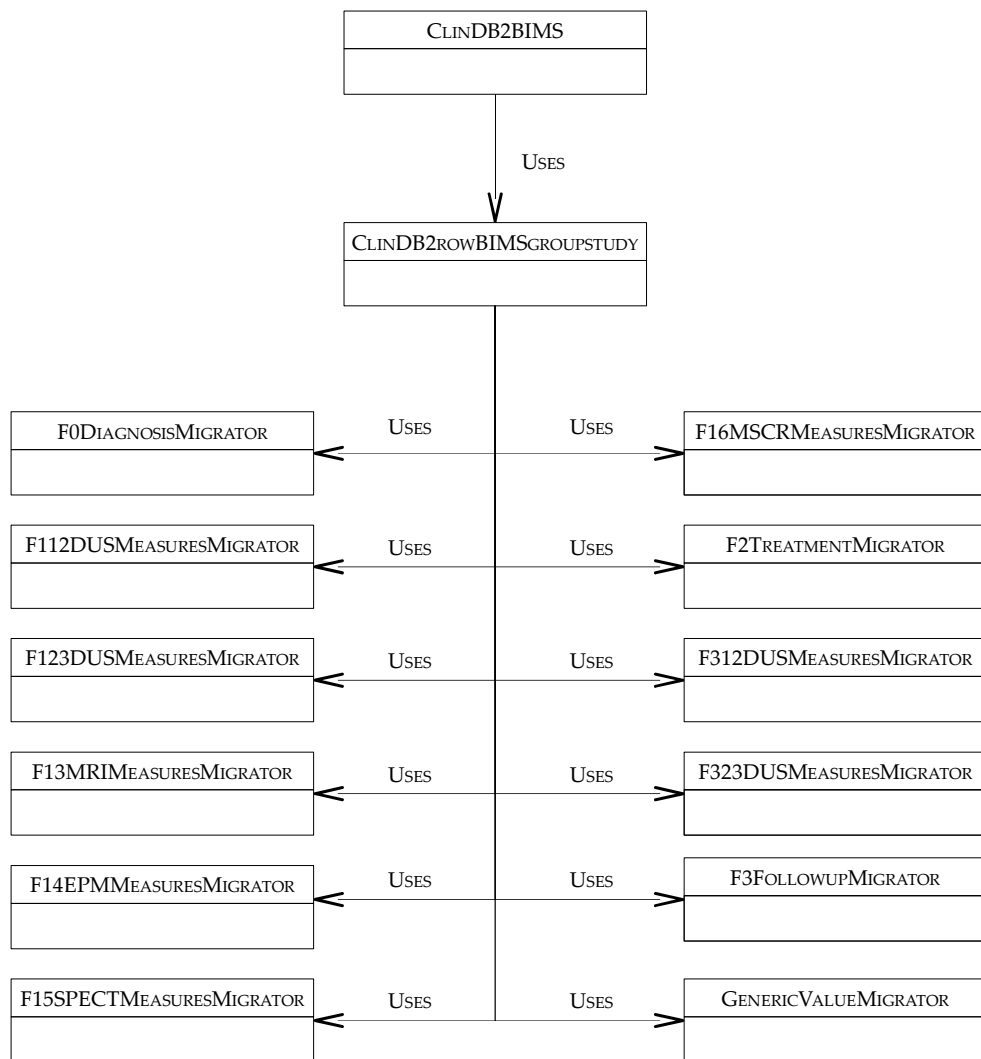 ClinDB2BIMS
Uses
ClinDB2rowBIMSgroupstudy
F0DiagnosisMigrator
Uses
Uses
F16MSCRMeasuresMigrator
F112DUSMeasuresMigrator
Uses
Uses
F2TreatmentMigrator
F123DUSMeasuresMigrator
Uses
Uses
F312DUSMeasuresMigrator
F13MRIMeasuresMigrator
Uses
Uses
F323DUSMeasuresMigrator
F14EPMMeasuresMigrator
Uses
Uses
F3FollowupMigrator
F15SPECTMeasuresMigrator
Uses
Uses
GenericValueMigrator